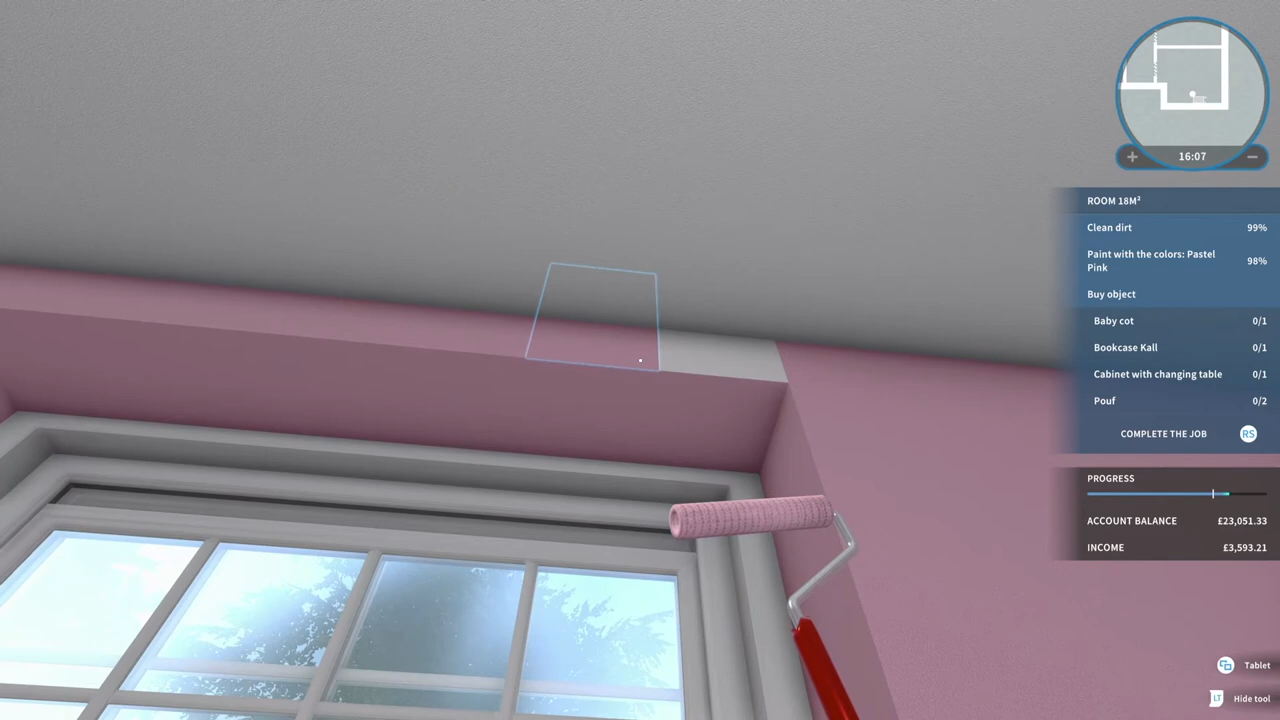 16:07
ROOM 18M²
Clean dirt 99%
Paint with the colors: Pastel
Pink 98%
Buy object
Baby cot 0/1
Bookcase Kall 0/1
Cabinet with changing table 0/1
Pouf 0/2
COMPLETE THE JOB RS
PROGRESS
ACCOUNT BALANCE £23,051.33
INCOME £3,593.21
Tablet
LT Hide tool